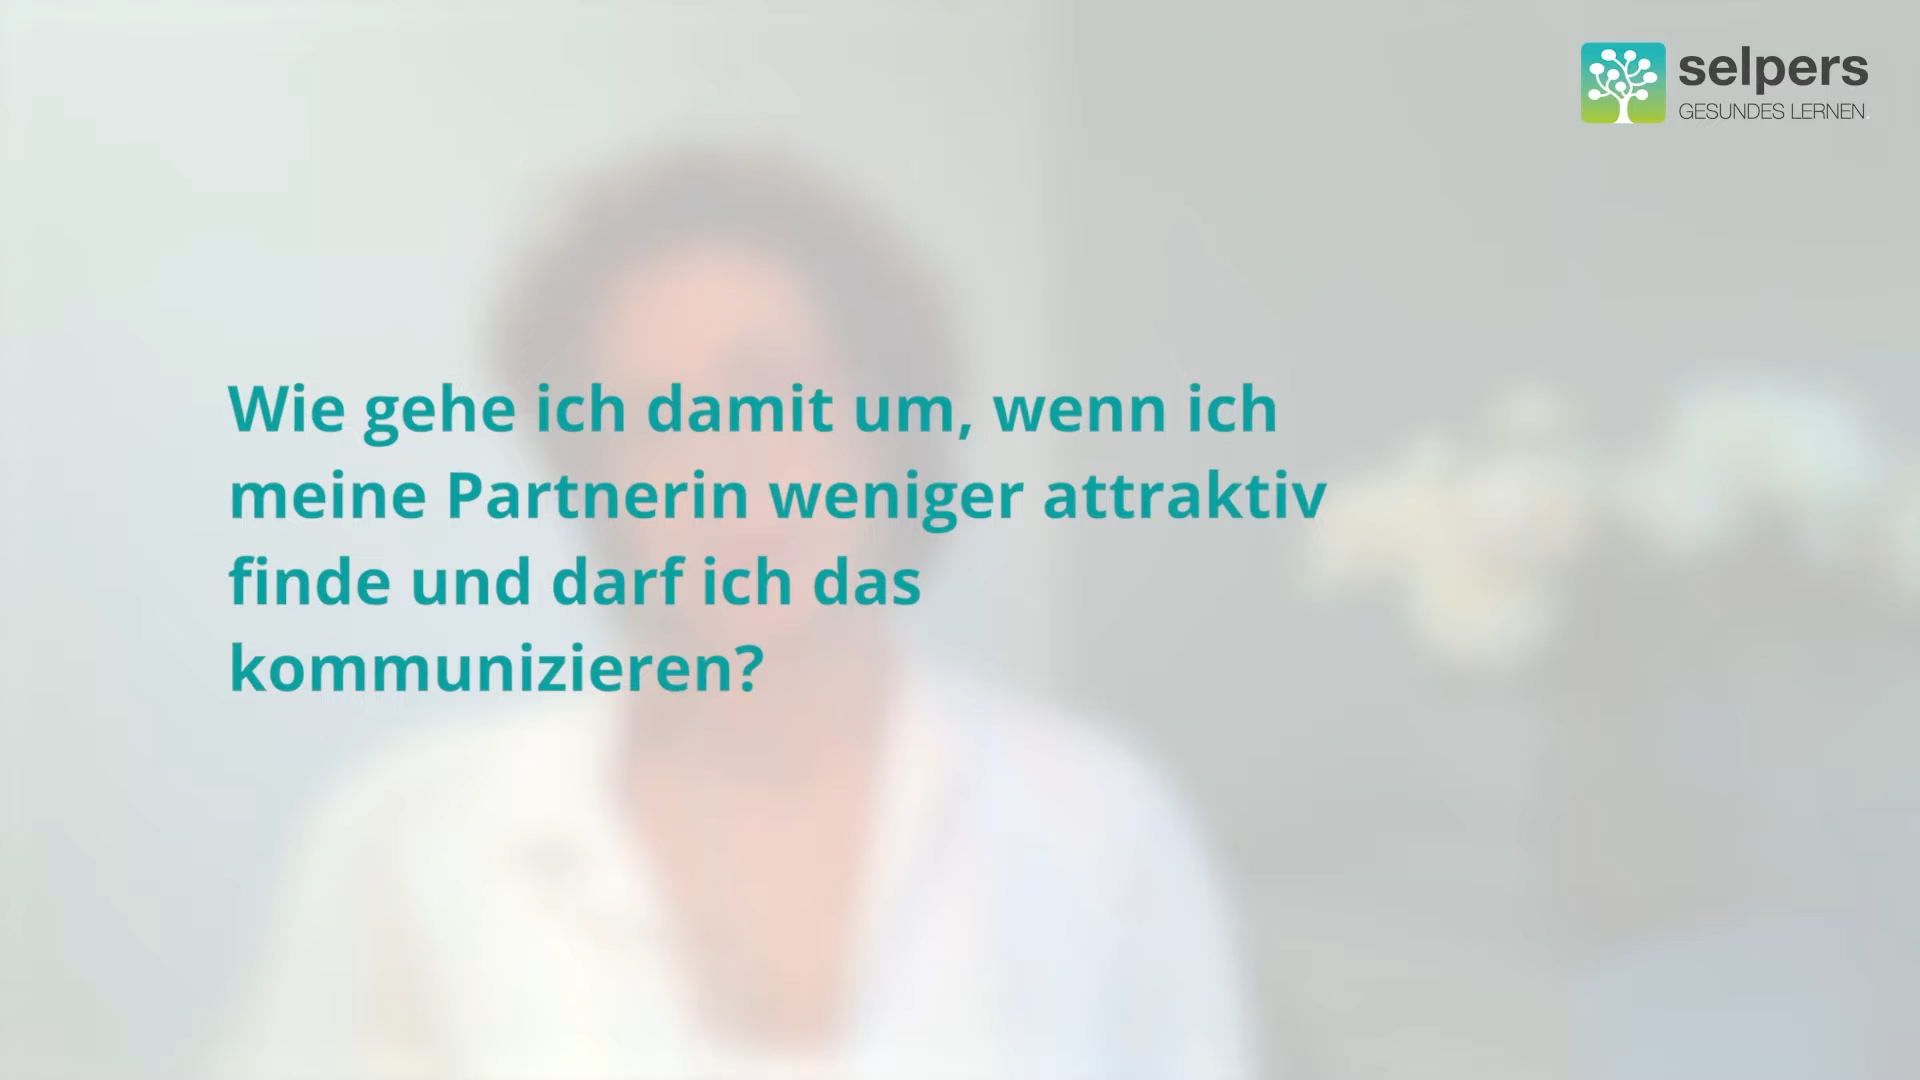 selpers
GESUNDES LERNEN.
Wie gehe ich damit um, wenn ich
meine Partnerin weniger attraktiv
finde und darf ich das
kommunizieren?